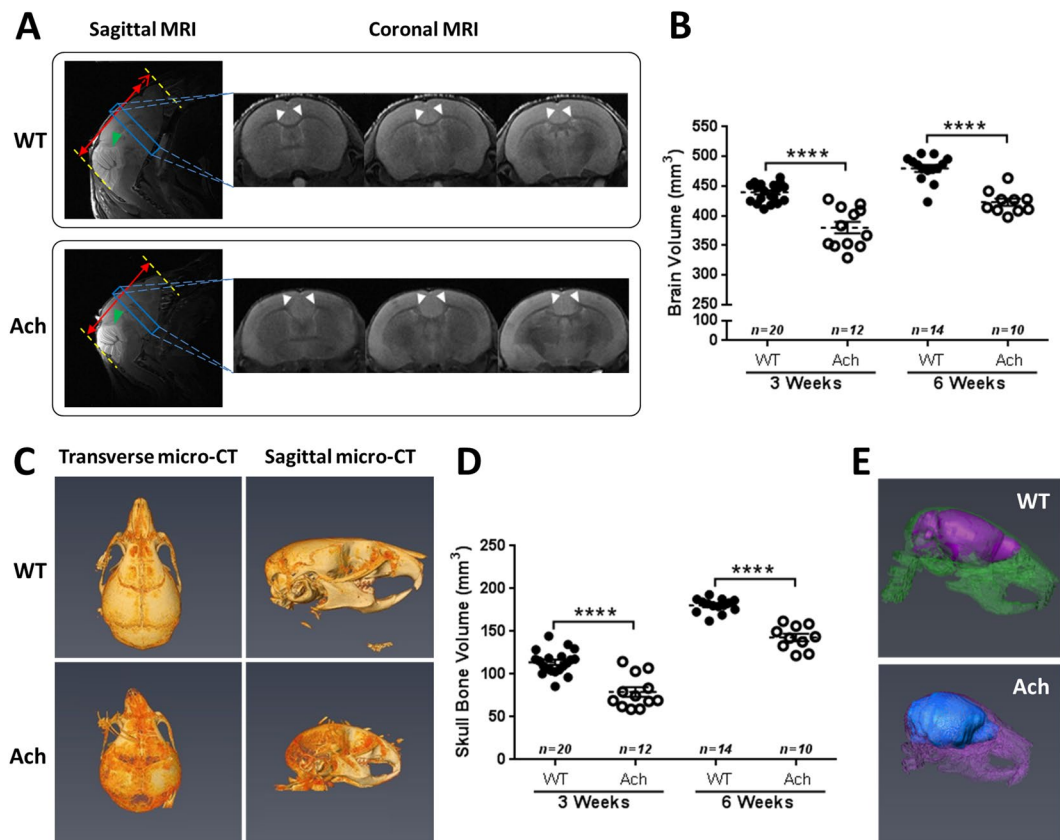 A
Sagittal MRI
Coronal MRI
WT
Ach
B
Brain Volume (mm³)
550
500
450
400
350
300
250
100
0
****
****
n=20
n=12
n=14
n=10
WT
Ach
WT
Ach
3 Weeks
6 Weeks
C
Transverse micro-CT
Sagittal micro-CT
WT
Ach
D
Skull Bone Volume (mm³)
250
200
150
100
50
0
****
****
n=20
n=12
n=14
n=10
WT
Ach
WT
Ach
3 Weeks
6 Weeks
E
WT
Ach